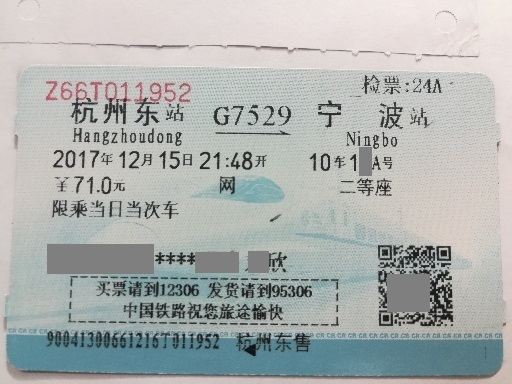 检票:24A
Z66T011952
杭州东站 G7529 宁波站
Hangzhoudong Ningbo
2017年12月15日21:48开 10车1 A号
￥71.0元 网 二等座
限乘当日当次车
**** 欣
买票请到12306 发货请到95306
中国铁路祝您旅途愉快
90041300661216T011952 杭州东售